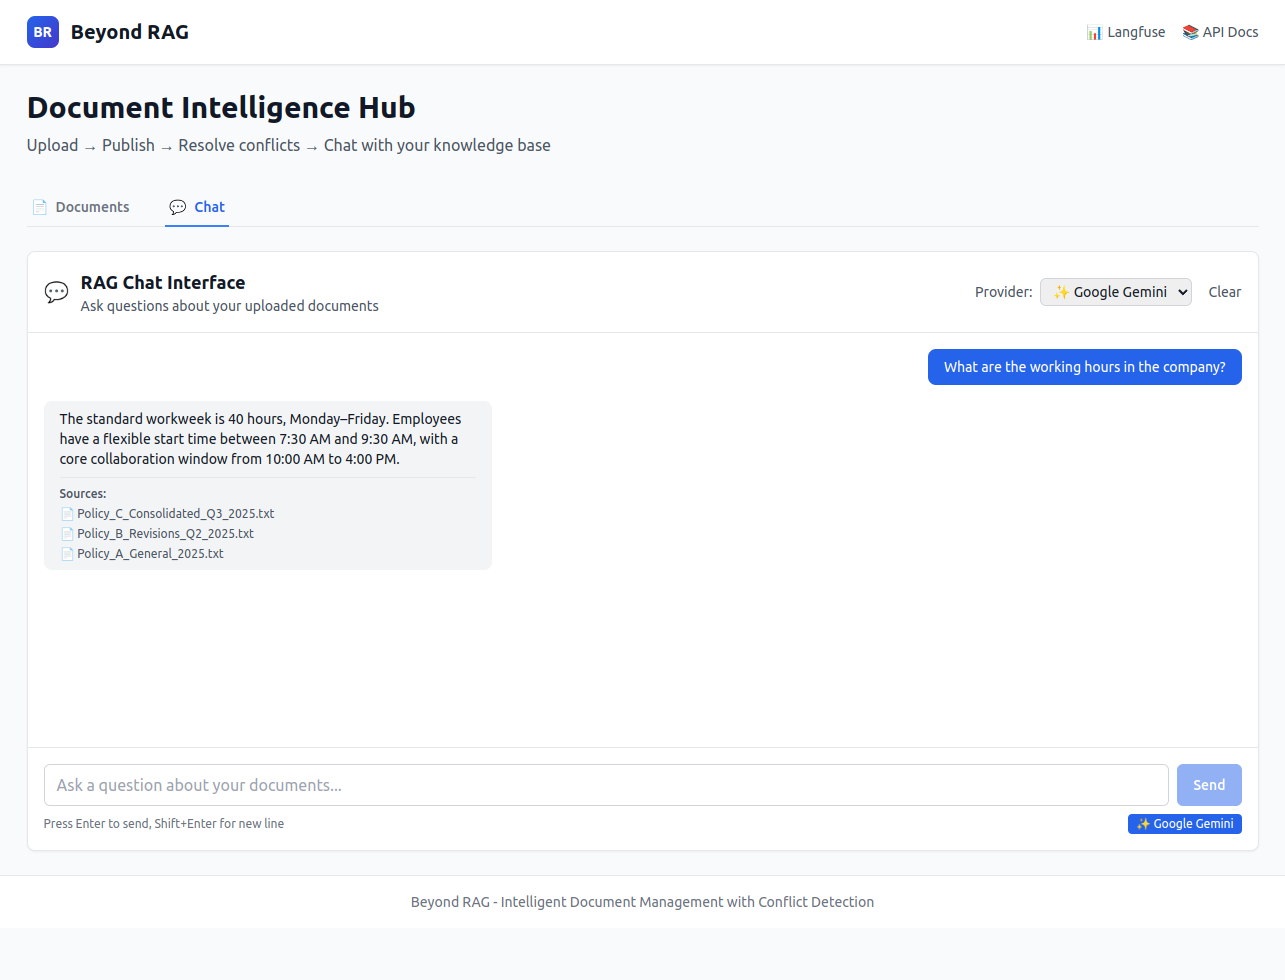 BR Beyond RAG
Langfuse
API Docs
Document Intelligence Hub
Upload → Publish → Resolve conflicts → Chat with your knowledge base
Documents
Chat
RAG Chat Interface
Ask questions about your uploaded documents
Provider:
✨ Google Gemini
Clear
What are the working hours in the company?
The standard workweek is 40 hours, Monday–Friday. Employees
have a flexible start time between 7:30 AM and 9:30 AM, with a
core collaboration window from 10:00 AM to 4:00 PM.
Sources:
Policy_C_Consolidated_Q3_2025.txt
Policy_B_Revisions_Q2_2025.txt
Policy_A_General_2025.txt
Ask a question about your documents...
Send
Press Enter to send, Shift+Enter for new line
✨ Google Gemini
Beyond RAG - Intelligent Document Management with Conflict Detection